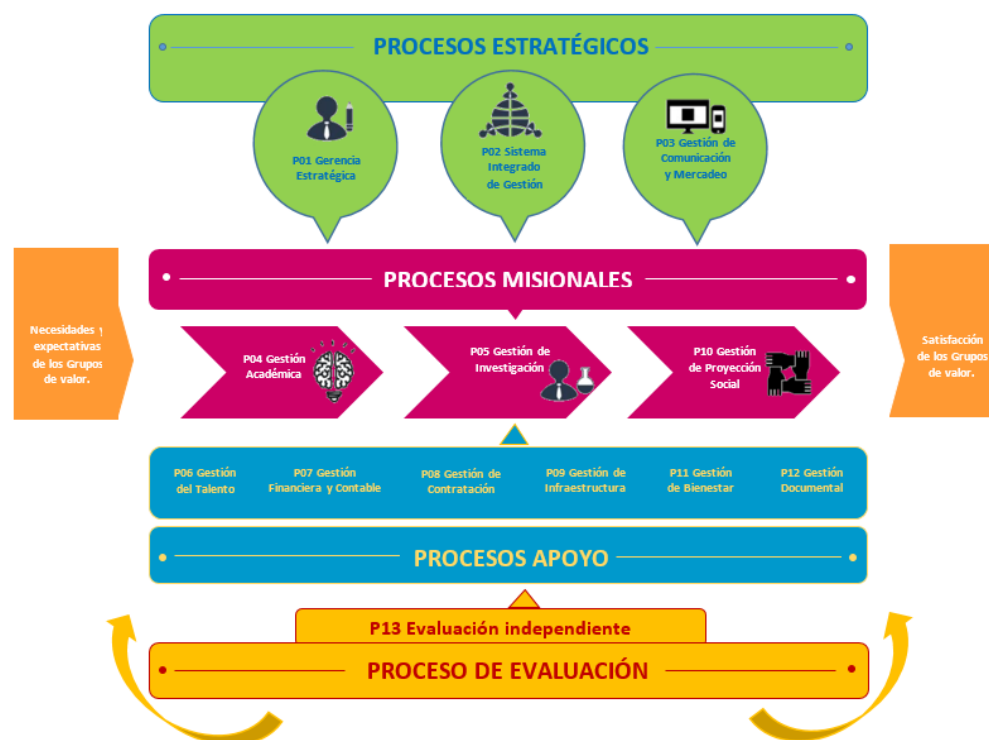 PROCESOS ESTRATÉGICOS
P01 Gerencia
Estratégica
P02 Sistema
Integrado
de Gestión
P03 Gestión de
Comunicación
y Mercadeo
PROCESOS MISIONALES
Necesidades y
expectativas
de los Grupos
de valor.
P04 Gestión
Académica
P05 Gestión de
Investigación
P10 Gestión
de Proyección
Social
Satisfacción
de los Grupos
de valor.
P06 Gestión
del Talento
P07 Gestión
Financiera y Contable
P08 Gestión de
Contratación
P09 Gestión de
Infraestructura
P11 Gestión
de Bienestar
P12 Gestión
Documental
PROCESOS APOYO
P13 Evaluación independiente
PROCESO DE EVALUACIÓN